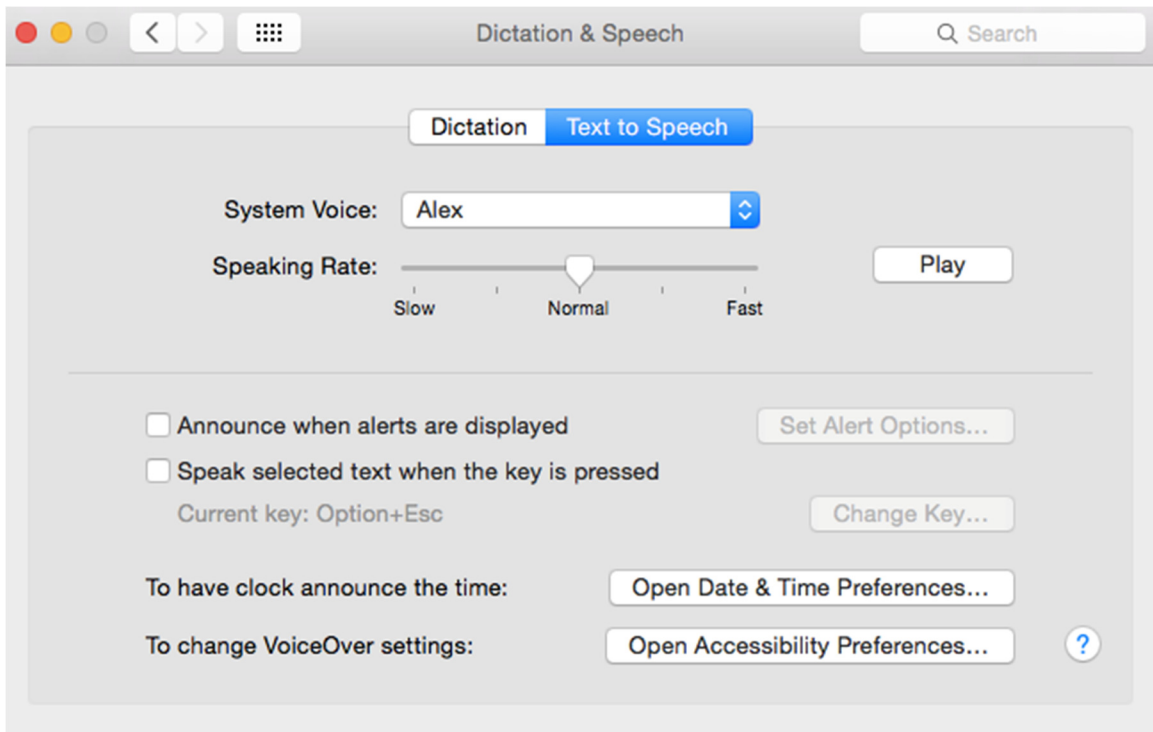 Dictation & Speech
Search
Dictation Text to Speech
System Voice: Alex
Speaking Rate:
Play
Slow Normal Fast
Announce when alerts are displayed Set Alert Options...
Speak selected text when the key is pressed
Current key: Option+Esc Change Key...
To have clock announce the time: Open Date & Time Preferences...
To change VoiceOver settings: Open Accessibility Preferences... ?